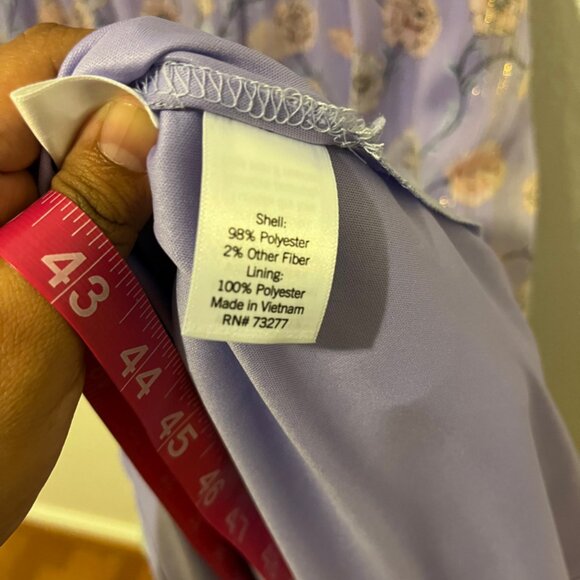 Shell:
98% Polyester
2% Other Fiber
Lining:
100% Polyester
Made in Vietnam
RN# 73277
43
44
45
46
47